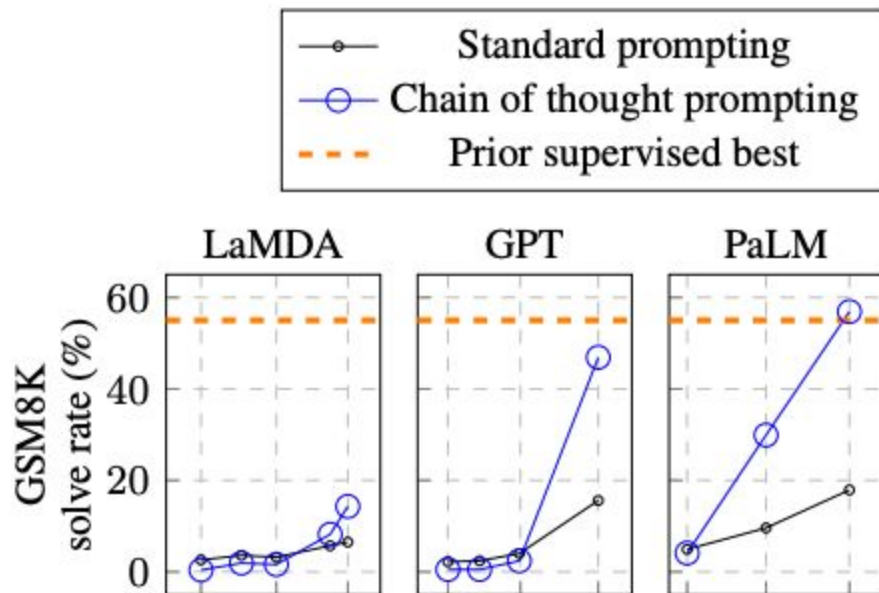 Standard prompting
Chain of thought prompting
Prior supervised best
LaMDA
GPT
PaLM
GSM8K
solve rate (%)
60
40
20
0